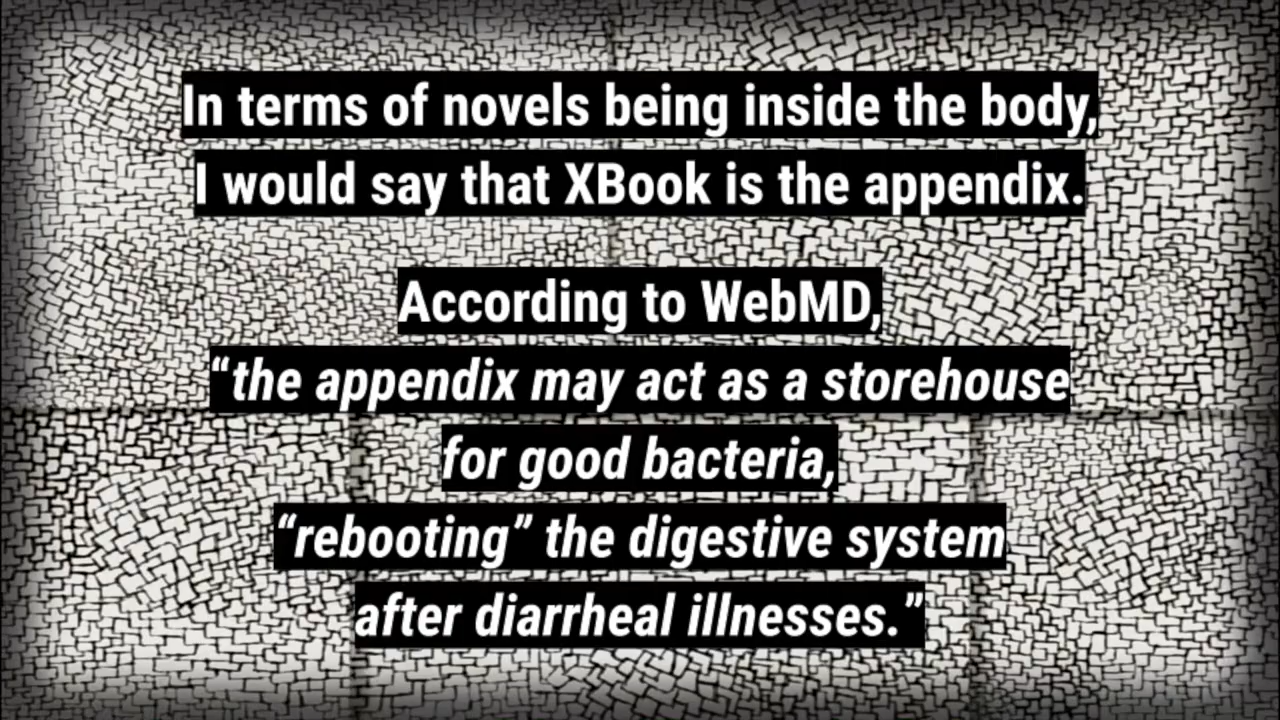 In terms of novels being inside the body,
I would say that XBook is the appendix.
According to WebMD,
“the appendix may act as a storehouse
for good bacteria,
“rebooting” the digestive system
after diarrheal illnesses.”